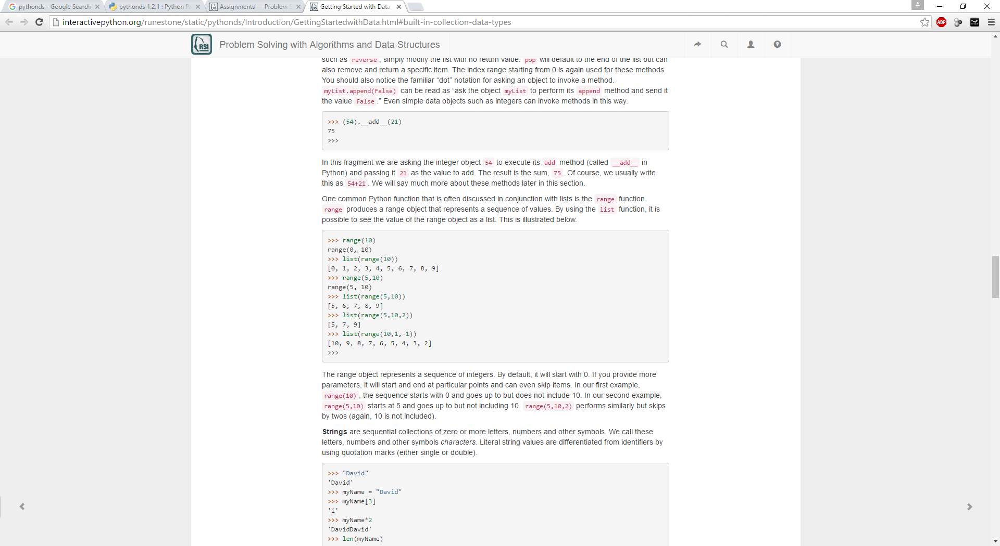 pythonds - Google Search
pythonds 1.2.1 : Python Pa
Assignments — Problem S
Getting Started with Data
interactivepython.org/runestone/static/pythonds/Introduction/GettingStartedwithData.html#built-in-collection-data-types
ABP
RSI
Problem Solving with Algorithms and Data Structures
such as reverse , simply modify the list with no return value. pop will default to the end of the list but can
also remove and return a specific item. The index range starting from 0 is again used for these methods.
You should also notice the familiar “dot” notation for asking an object to invoke a method.
myList.append(False) can be read as “ask the object myList to perform its append method and send it
the value False .” Even simple data objects such as integers can invoke methods in this way.
>>> (54).__add__(21)
75
>>>
In this fragment we are asking the integer object 54 to execute its add method (called __add__ in
Python) and passing it 21 as the value to add. The result is the sum, 75 . Of course, we usually write
this as 54+21 . We will say much more about these methods later in this section.
One common Python function that is often discussed in conjunction with lists is the range function.
range produces a range object that represents a sequence of values. By using the list function, it is
possible to see the value of the range object as a list. This is illustrated below.
>>> range(10)
range(0, 10)
>>> list(range(10))
[0, 1, 2, 3, 4, 5, 6, 7, 8, 9]
>>> range(5,10)
range(5, 10)
>>> list(range(5,10))
[5, 6, 7, 8, 9]
>>> list(range(5,10,2))
[5, 7, 9]
>>> list(range(10,1,-1))
[10, 9, 8, 7, 6, 5, 4, 3, 2]
>>>
The range object represents a sequence of integers. By default, it will start with 0. If you provide more
parameters, it will start and end at particular points and can even skip items. In our first example,
range(10) , the sequence starts with 0 and goes up to but does not include 10. In our second example,
range(5,10) starts at 5 and goes up to but not including 10. range(5,10,2) performs similarly but skips
by twos (again, 10 is not included).
Strings are sequential collections of zero or more letters, numbers and other symbols. We call these
letters, numbers and other symbols characters. Literal string values are differentiated from identifiers by
using quotation marks (either single or double).
>>> "David"
'David'
>>> myName = "David"
>>> myName[3]
'i'
>>> myName*2
'DavidDavid'
>>> len(myName)